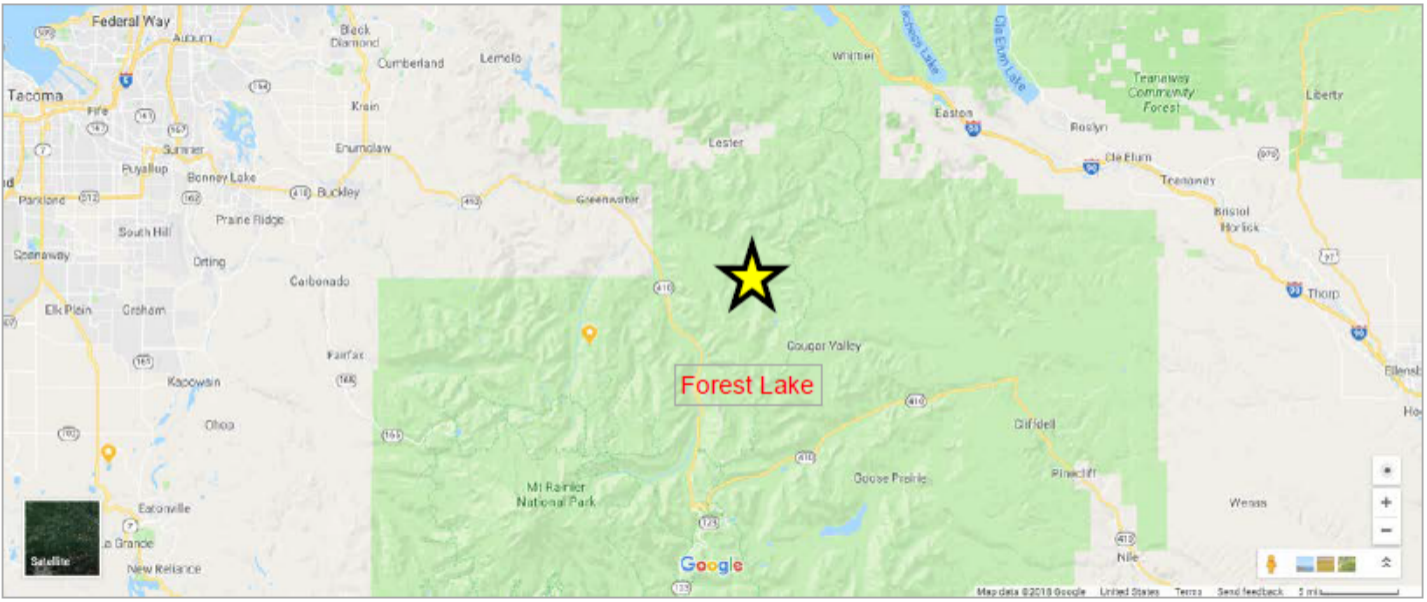 Federal Way
Auburn
Black
Diamond
Cumberland
Lemolo
Whittier
Cle Elum Lake
Teanaway
Community
Forest
Liberty
Tacoma
Fife
Krain
Easton
Roslyn
Sumner
Enumclaw
Lester
Cle Elum
Puyallup
Bonney Lake
Buckley
Teanaway
Parkland
Greenwater
Prairie Ridge
Bristol
Horlick
South Hill
Spanaway
Orting
Carbonado
Thorp
Elk Plain
Graham
Cougar Valley
Fairfax
Kapowsin
Forest Lake
Ellensb
Ohop
Cliffdell
Mt Rainier
National Park
Goose Prairie
Pinecliff
Wenas
Eatonville
La Grande
Nile
Satellite
New Reliance
Google
Map data ©2018 Google United States Terms Send feedback 5 mi